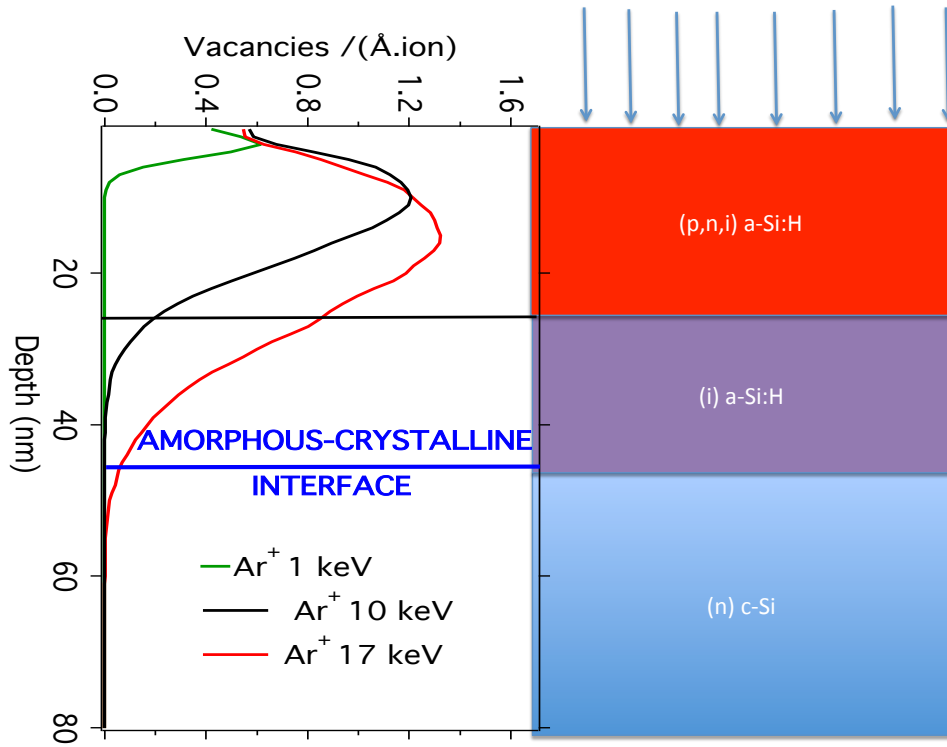 Vacancies /(Å.ion)
0.0 0.4 0.8 1.2 1.6
20
40
60
80
Depth (nm)
AMORPHOUS-CRYSTALLINE
INTERFACE
Ar+ 1 keV
Ar+ 10 keV
Ar+ 17 keV
(p,n,i) a-Si:H
(i) a-Si:H
(n) c-Si